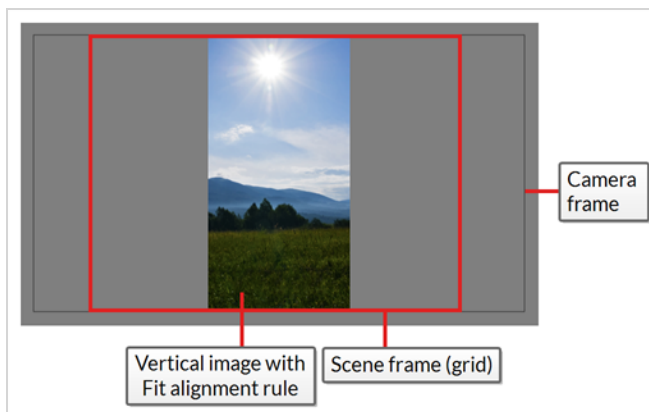 Camera
frame
Vertical image with
Fit alignment rule
Scene frame (grid)